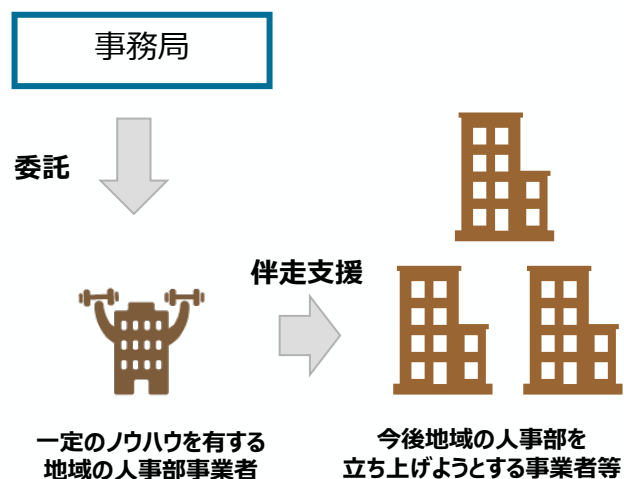 事務局
委託
伴走支援
一定のノウハウを有する
地域の人事部事業者
今後地域の人事部を
立ち上げようとする事業者等